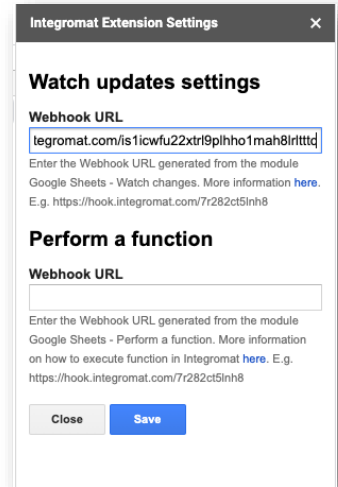 Integromat Extension Settings ×
Watch updates settings
Webhook URL
tegromat.com/is1icwfu22xtrl9plhho1mah8lrltttc
Enter the Webhook URL generated from the module
Google Sheets - Watch changes. More information here.
E.g. https://hook.integromat.com/7r282ct5lnh8
Perform a function
Webhook URL
Enter the Webhook URL generated from the module
Google Sheets - Perform a function. More information
on how to execute function in Integromat here. E.g.
https://hook.integromat.com/7r282ct5lnh8
Close Save